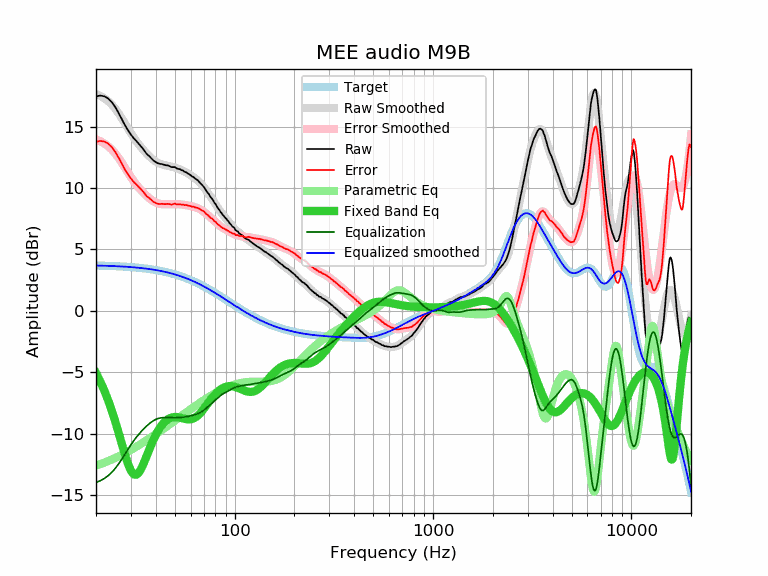 MEE audio M9B
Target
Raw Smoothed
Error Smoothed
Raw
Error
Parametric Eq
Fixed Band Eq
Equalization
Equalized smoothed
15
10
5
0
−5
−10
−15
Amplitude (dBr)
100 1000 10000
Frequency (Hz)